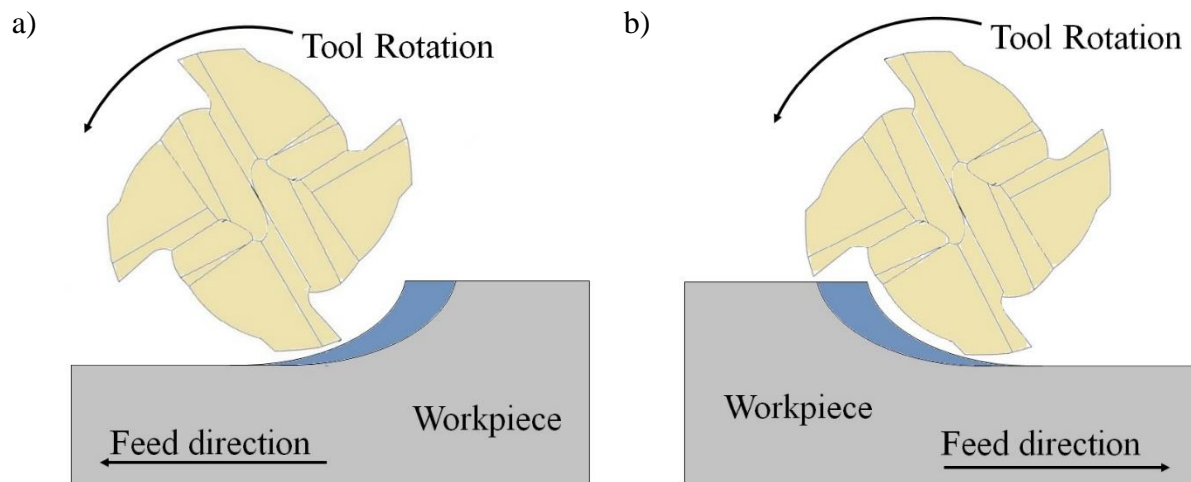 a)
Tool Rotation
Workpiece
Feed direction
b)
Tool Rotation
Workpiece
Feed direction